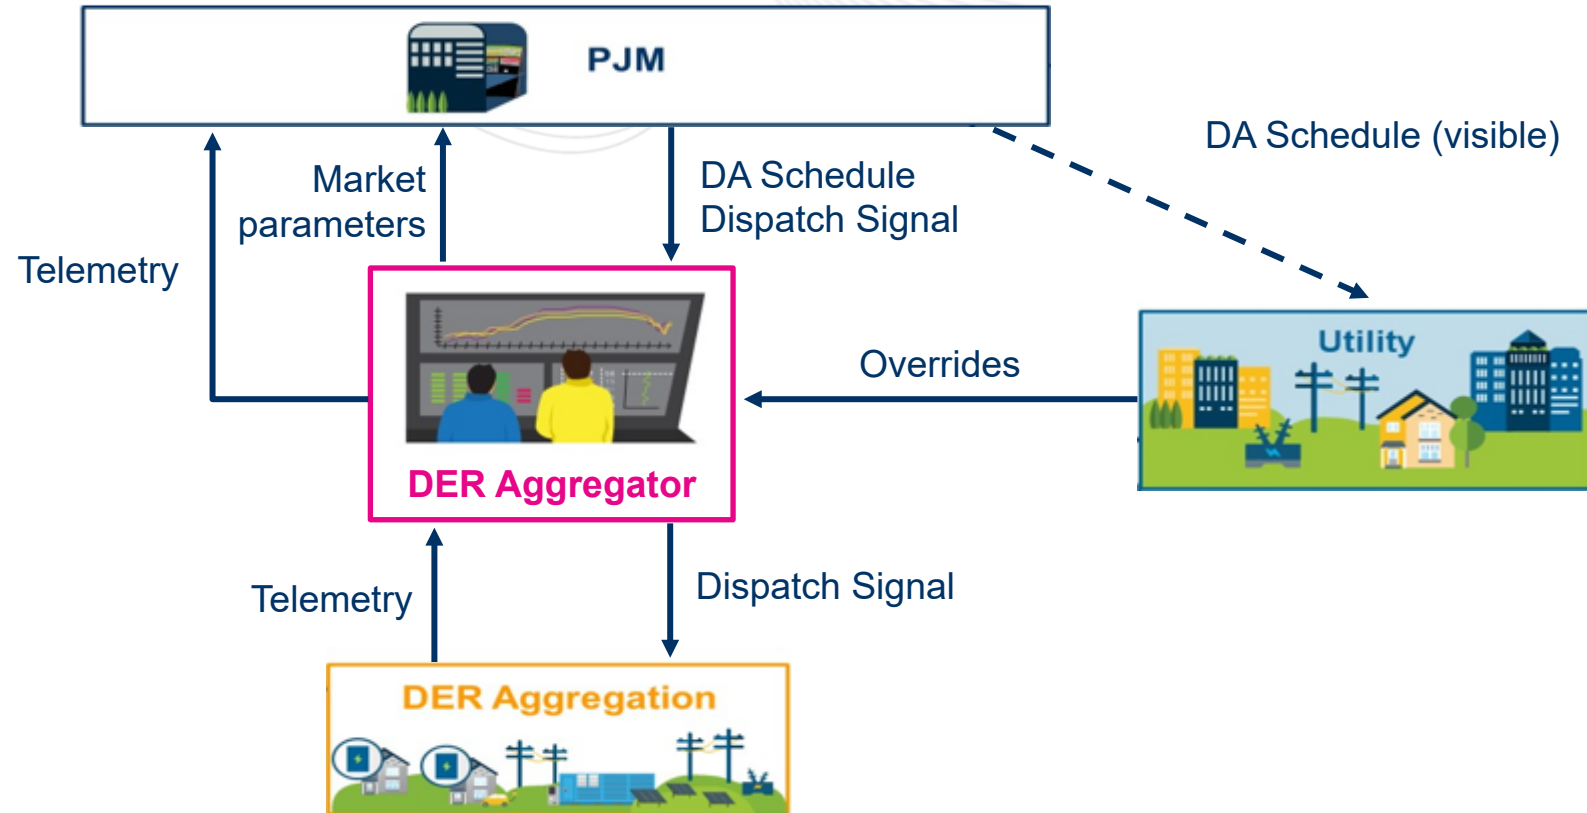 PJM
DA Schedule (visible)
Market
parameters
DA Schedule
Dispatch Signal
Telemetry
Utility
Overrides
DER Aggregator
Telemetry
Dispatch Signal
DER Aggregation